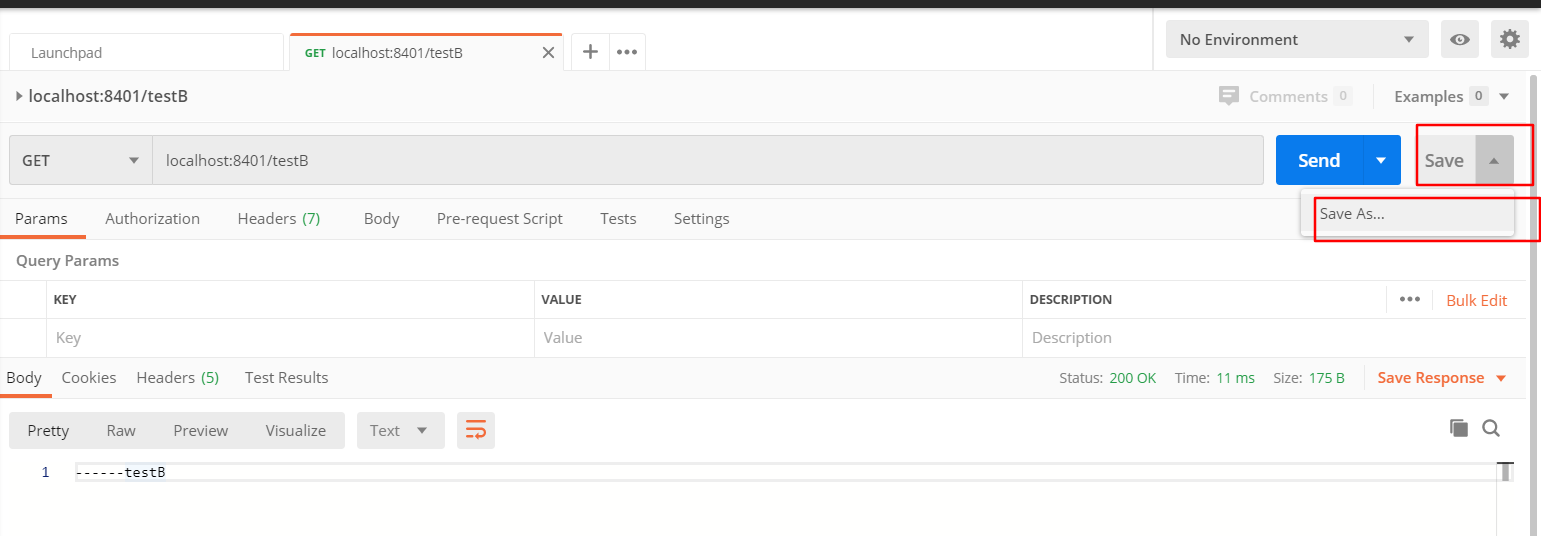 Launchpad
GET localhost:8401/testB
No Environment
localhost:8401/testB
Comments 0
Examples 0
GET
localhost:8401/testB
Send
Save
Save As...
Params Authorization Headers (7) Body Pre-request Script Tests Settings
Query Params
KEY VALUE DESCRIPTION Bulk Edit
Key Value Description
Body Cookies Headers (5) Test Results Status: 200 OK Time: 11 ms Size: 175 B Save Response
Pretty Raw Preview Visualize Text
1 ------testB